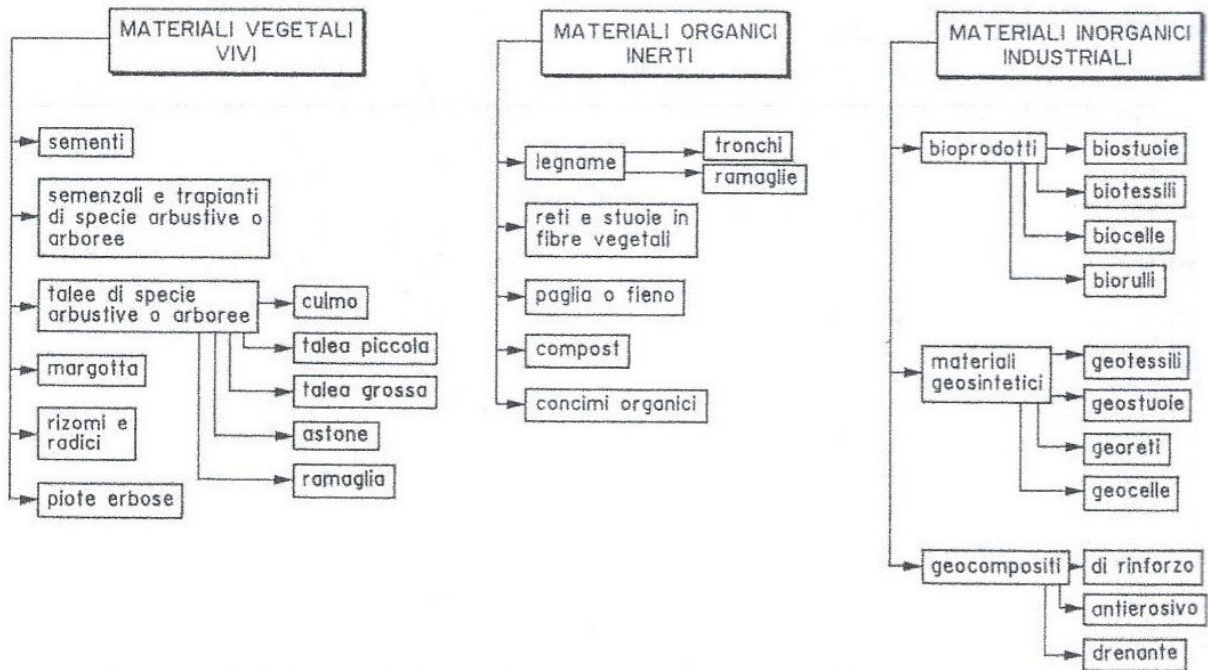 MATERIALI VEGETALI
VIVI
sementi
semenzali e trapianti
di specie arbustive o
arboree
talee di specie
arbustive o arboree
culmo
talea piccola
talea grossa
astone
ramaglia
margotta
rizomi e
radici
piote erbose
MATERIALI ORGANICI
INERTI
legname
tronchi
ramaglie
reti e stuoie in
fibre vegetali
paglia o fieno
compost
concimi organici
MATERIALI INORGANICI
INDUSTRIALI
bioprodotti
biostuoie
biotessili
biocelle
biorulli
materiali
geosintetici
geotessili
geostuoie
georeti
geocelle
geocompositi
di rinforzo
antierosivo
drenante